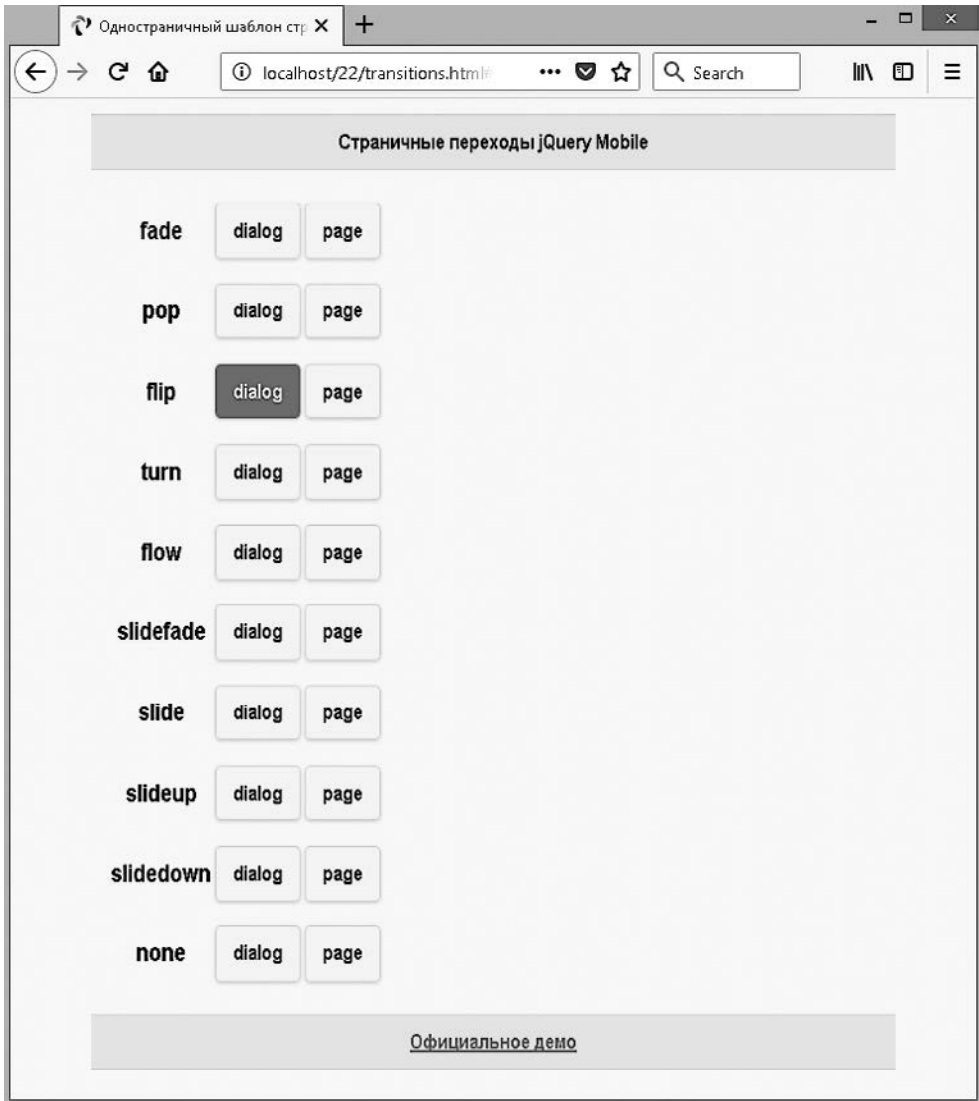 Одностраничный шаблон стр
localhost/22/transitions.html#
Search
Страничные переходы jQuery Mobile
fade dialog page
pop dialog page
flip dialog page
turn dialog page
flow dialog page
slidefade dialog page
slide dialog page
slideup dialog page
slidedown dialog page
none dialog page
Официальное демо